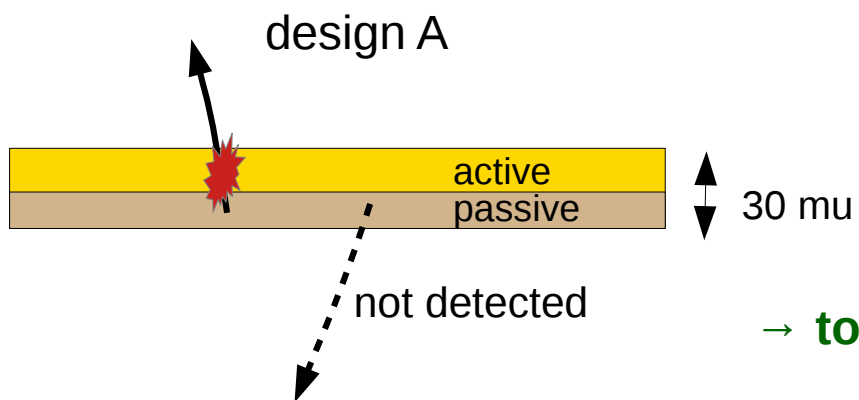 design A
active
passive
30 mu
not detected
→ to